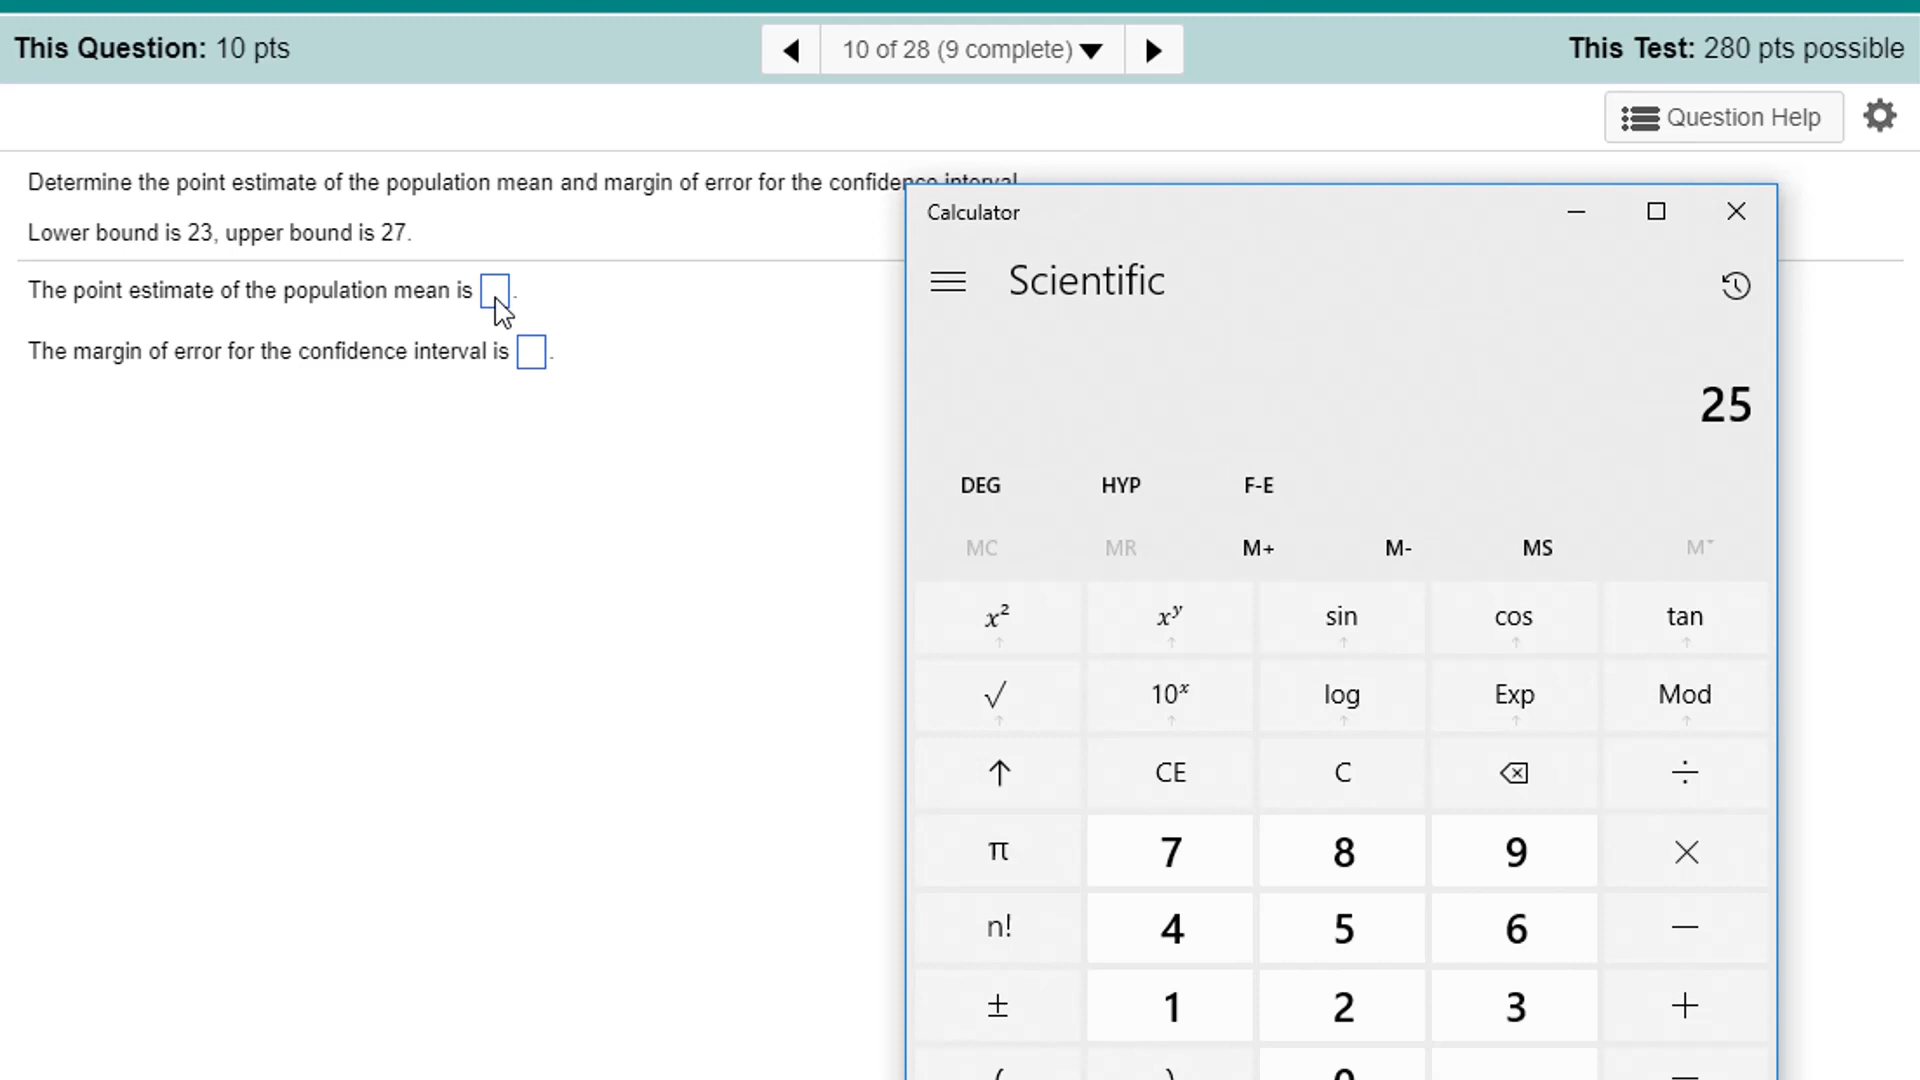 This Question: 10 pts
10 of 28 (9 complete)
This Test: 280 pts possible
Question Help
Determine the point estimate of the population mean and margin of error for the confidence interval
Lower bound is 23, upper bound is 27.
The point estimate of the population mean is .
The margin of error for the confidence interval is .
Calculator
Scientific
25
DEG HYP F-E
MC MR M+ M- MS M˅
x² xʸ sin cos tan
√ 10ˣ log Exp Mod
↑ CE C ⌫ ÷
π 7 8 9 ×
n! 4 5 6 −
± 1 2 3 +
( ) 0